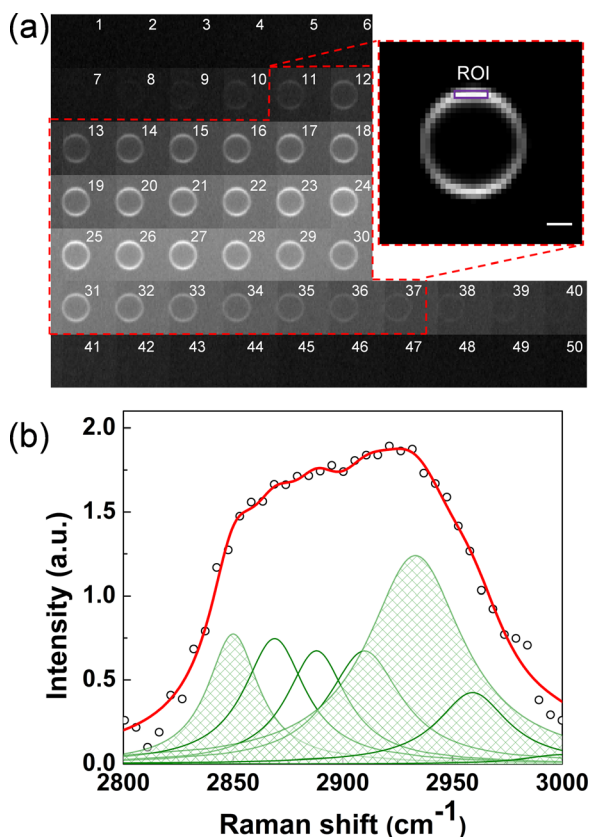 (a)
1 2 3 4 5 6
7 8 9 10 11 12
13 14 15 16 17 18
19 20 21 22 23 24
25 26 27 28 29 30
31 32 33 34 35 36 37 38 39 40
41 42 43 44 45 46 47 48 49 50
ROI
(b)
2.0
1.5
1.0
0.5
0.0
Intensity (a.u.)
2800 2850 2900 2950 3000
Raman shift (cm⁻¹)